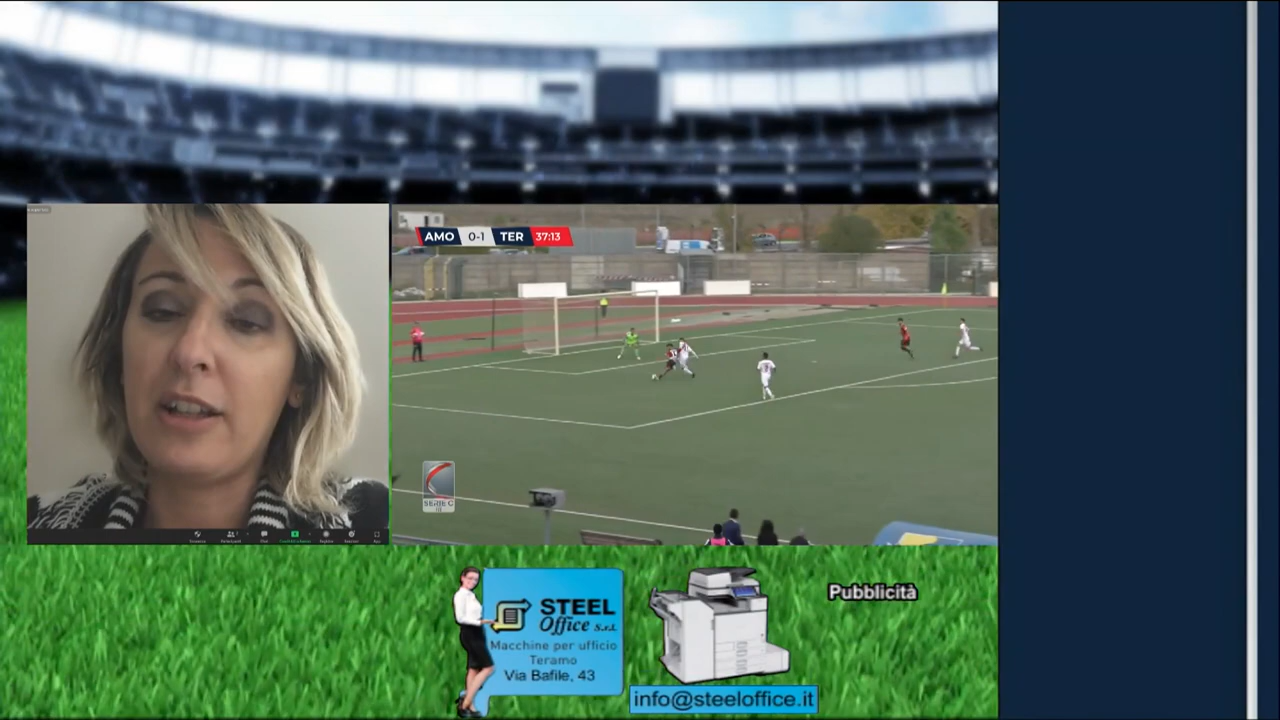 AMO 0-1 TER 37:13
SERIE C
STEEL
Office s.r.l.
Macchine per ufficio
Teramo
Via Bafile, 43
info@steeloffice.it
Pubblicità